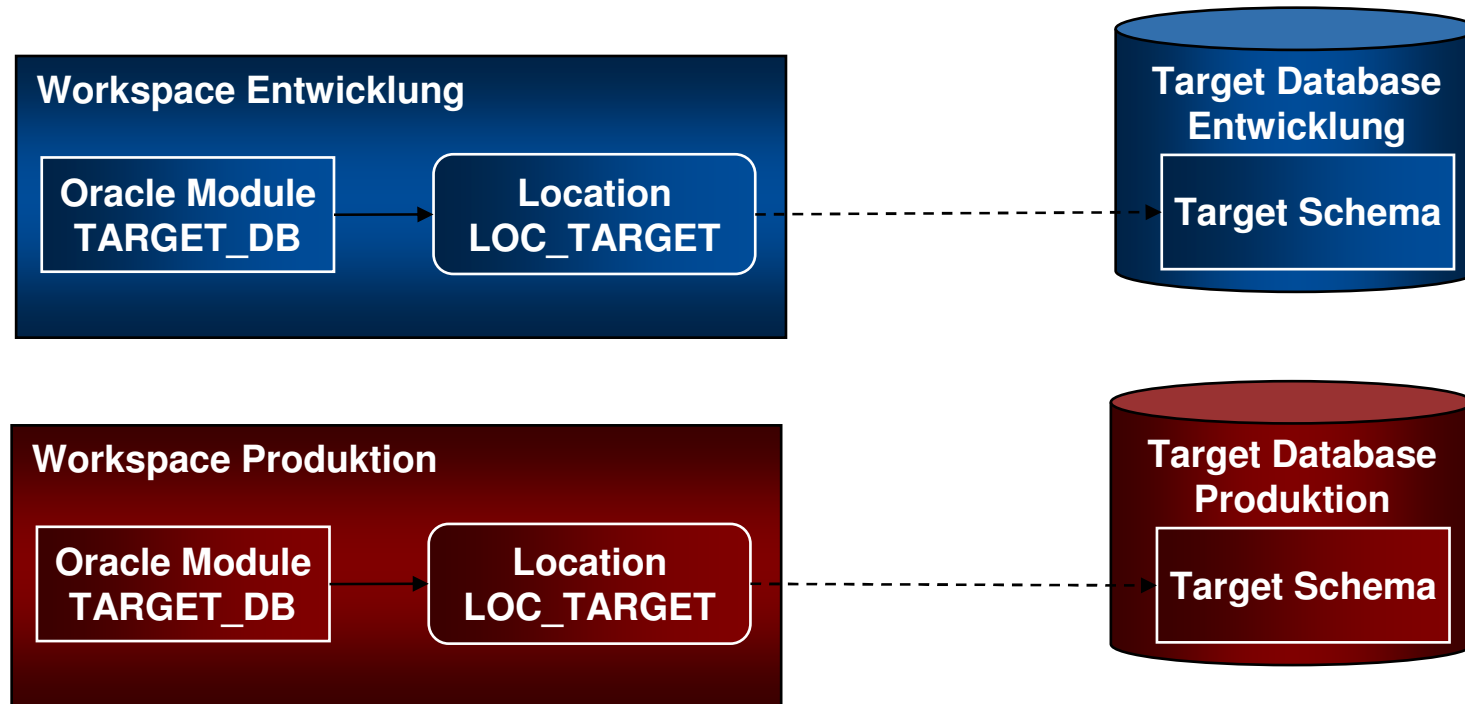 Workspace Entwicklung
Oracle Module
TARGET_DB
Location
LOC_TARGET
Target Database
Entwicklung
Target Schema
Workspace Produktion
Oracle Module
TARGET_DB
Location
LOC_TARGET
Target Database
Produktion
Target Schema